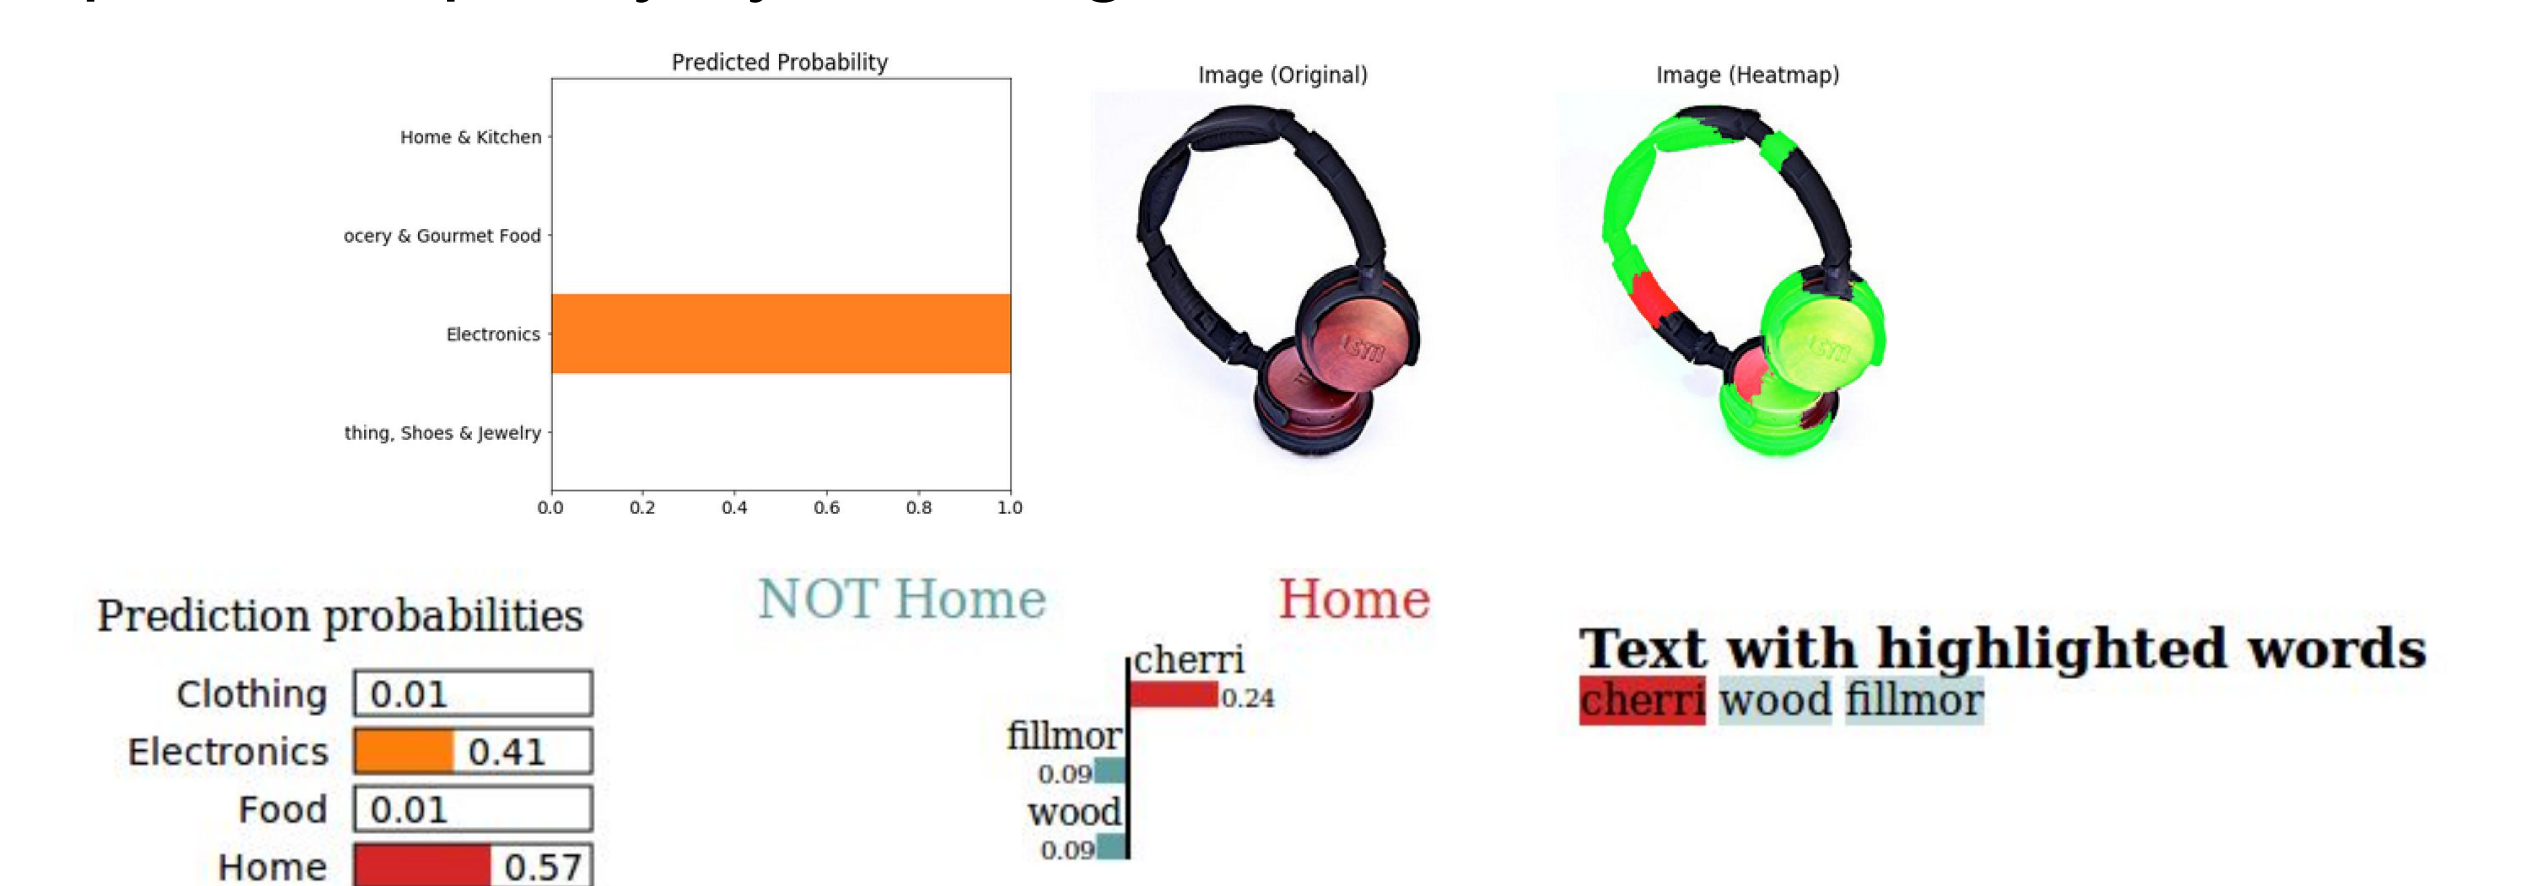 Predicted Probability
Home & Kitchen
ocery & Gourmet Food
Electronics
thing, Shoes & Jewelry
0.0 0.2 0.4 0.6 0.8 1.0
Image (Original)
LSTN
Image (Heatmap)
LSTN
Prediction probabilities
Clothing 0.01
Electronics 0.41
Food 0.01
Home 0.57
NOT Home Home
cherri
0.24
fillmor
0.09
wood
0.09
Text with highlighted words
cherri wood fillmor